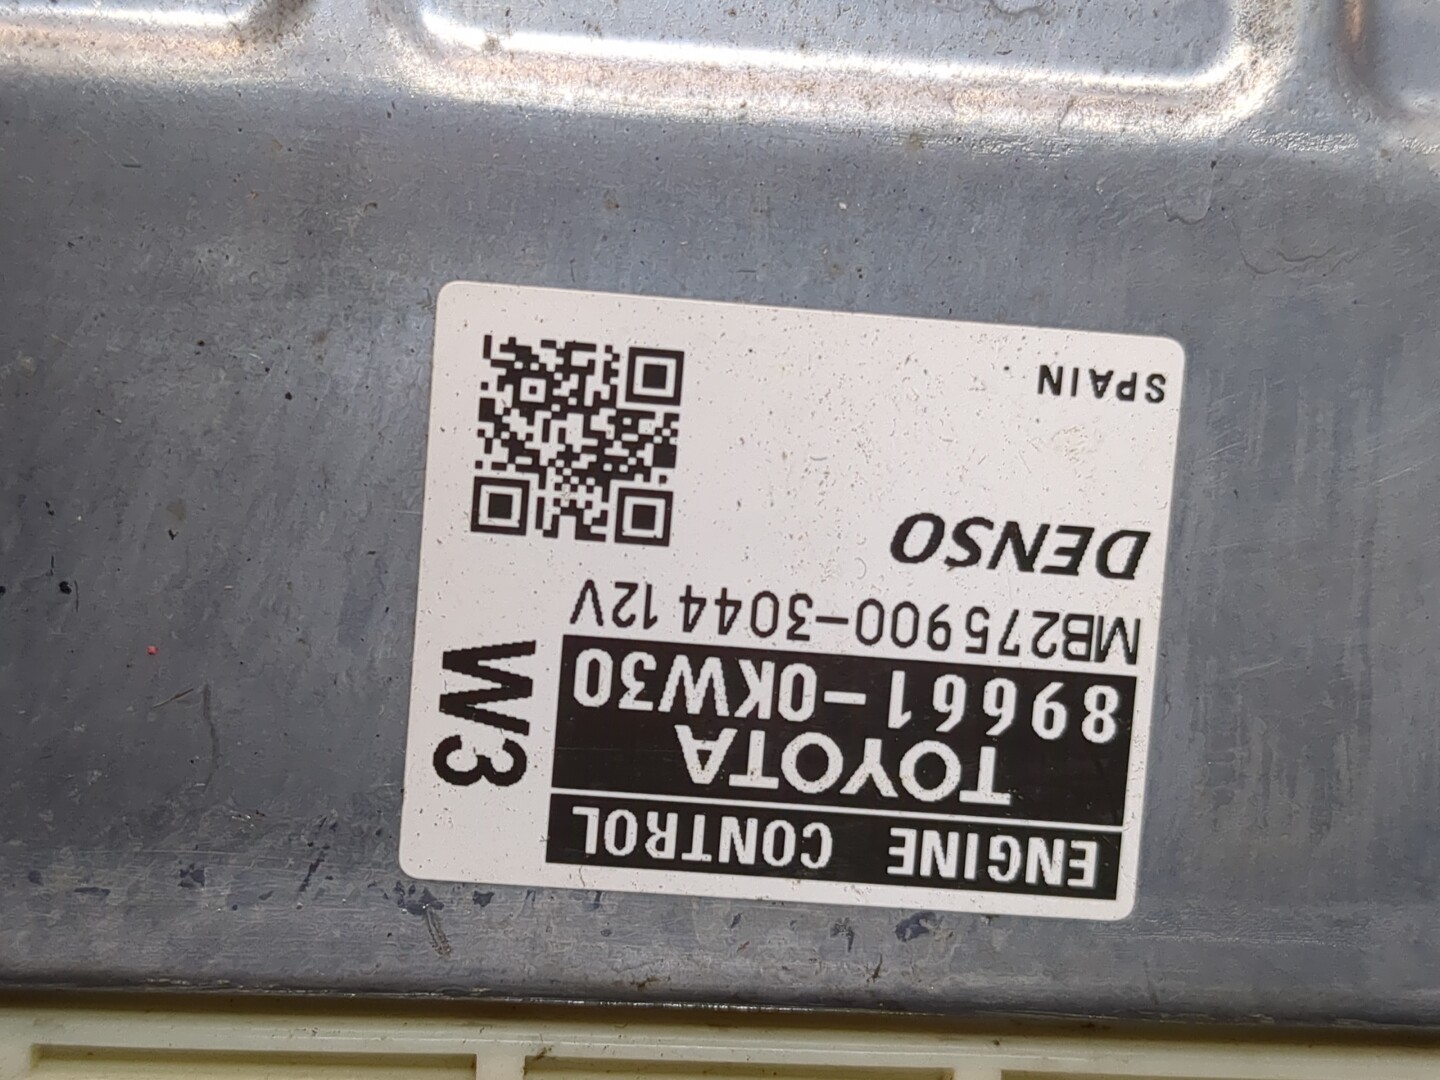 ENGINE CONTROL
TOYOTA
89661-0KW30
W3
MB275900-3044 12V
DENSO
SPAIN